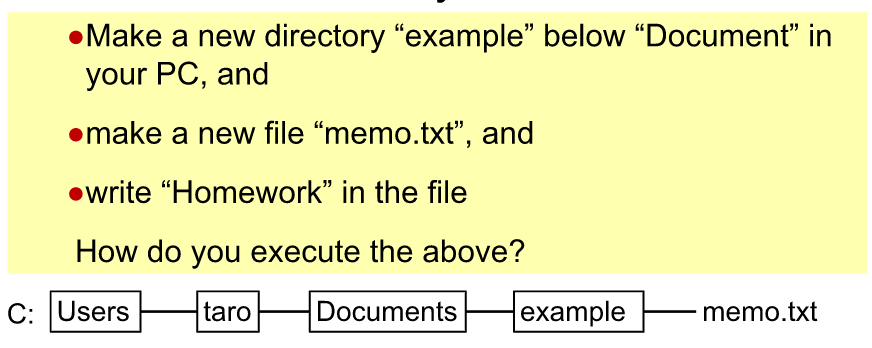 ●Make a new directory “example” below “Document” in
your PC, and
●make a new file “memo.txt”, and
●write “Homework” in the file
How do you execute the above?
C: Users taro Documents example memo.txt